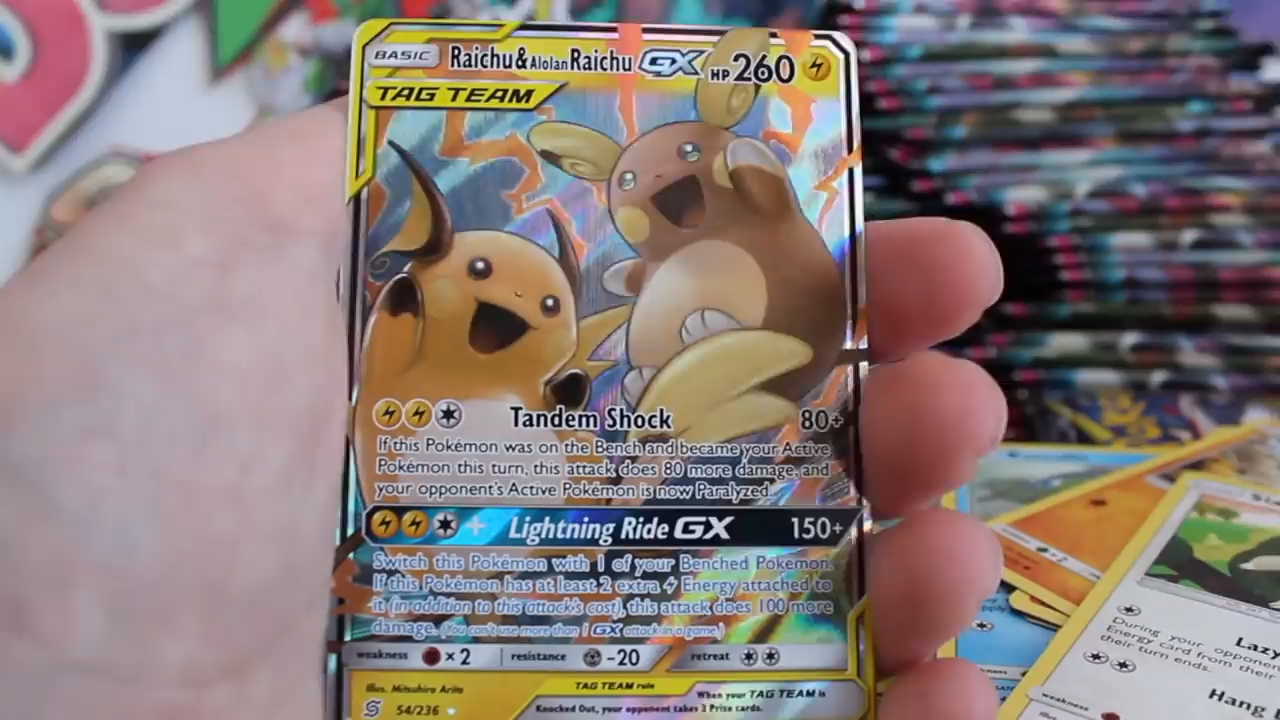 BASIC Raichu & Alolan Raichu GX HP 260
TAG TEAM
Tandem Shock 80+
If this Pokémon was on the Bench and became your Active
Pokémon this turn, this attack does 80 more damage, and
your opponent's Active Pokémon is now Paralyzed.
+ Lightning Ride GX 150+
Switch this Pokémon with 1 of your Benched Pokémon.
If this Pokémon has at least 2 extra Energy attached to
it (in addition to this attack's cost), this attack does 100 more
damage. (You can't use more than 1 GX attack in a game.)
weakness ×2 resistance -20 retreat
Illus. Mitsuhiro Arita
54/236
TAG TEAM rule
When your TAG TEAM is
Knocked Out, your opponent takes 3 Prize cards.
During your opponen
Energy card from their
their turn ends.
Lazy
Hang
weakness